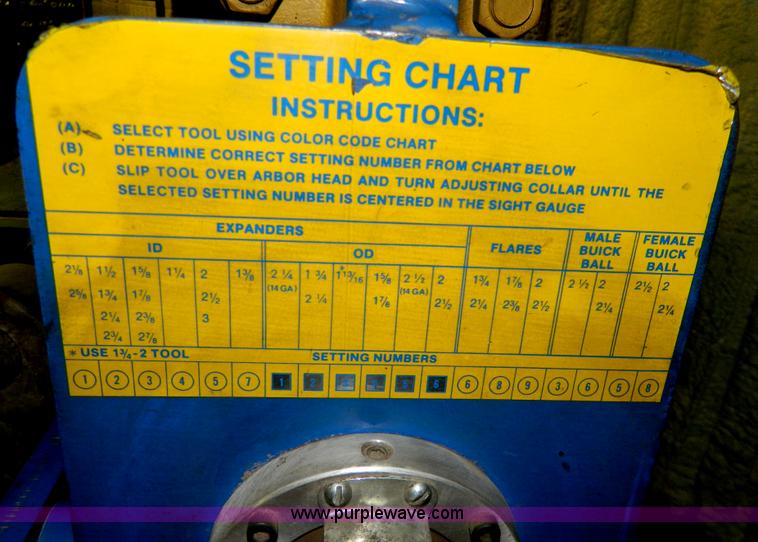 SETTING CHART
INSTRUCTIONS:
(A) SELECT TOOL USING COLOR CODE CHART
(B) DETERMINE CORRECT SETTING NUMBER FROM CHART BELOW
(C) SLIP TOOL OVER ARBOR HEAD AND TURN ADJUSTING COLLAR UNTIL THE
SELECTED SETTING NUMBER IS CENTERED IN THE SIGHT GAUGE
EXPANDERS
ID OD FLARES MALE BUICK BALL FEMALE BUICK BALL
2⅛ 1½ 1⅝ 1¼ 2 1⅜ 2¼ 1¾ *1 13/16 1⅝ 2½ 2 1¾ 1⅞ 2 2½ 2 2½ 2
(14 GA) (14 GA)
2⅝ 1¾ 1⅞ 2½ 2¼ 1⅞ 2½ 2¼ 2⅜ 2½ 2¼ 2¼
2¼ 2⅜ 3
2¾ 2⅞
* USE 1¾-2 TOOL SETTING NUMBERS
1 2 3 4 5 7 1 2 3 4 5 6 6 8 9 3 6 5 8
www.purplewave.com